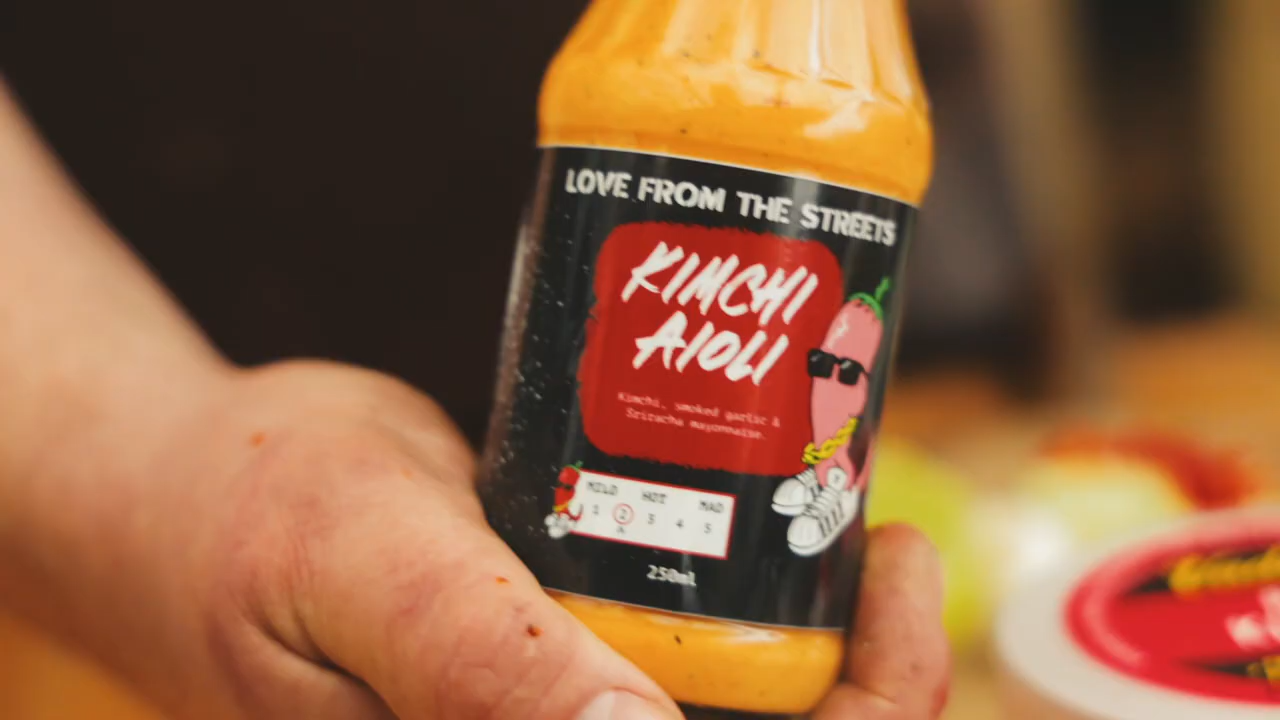 LOVE FROM THE STREETS
KIMCHI
AIOLI
Kimchi, smoked garlic &
Sriracha mayonnaise.
MILD HOT MAD
1 2 3 4 5
250ml